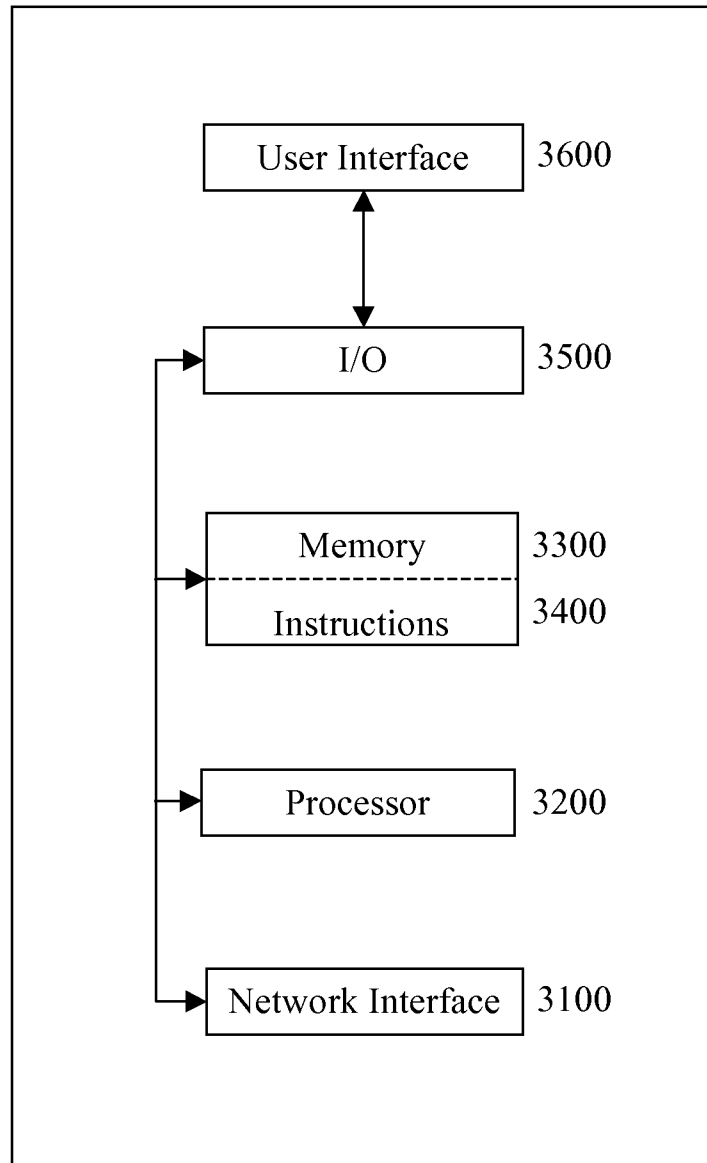 User Interface 3600
I/O 3500
Memory 3300
Instructions 3400
Processor 3200
Network Interface 3100